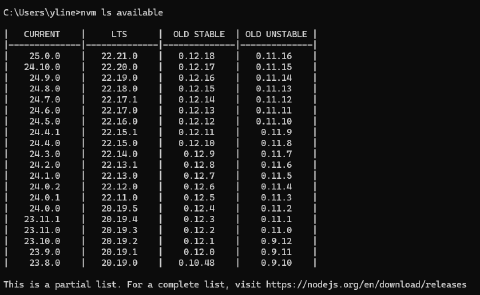 C:\Users\yline>nvm ls available
|   CURRENT    |     LTS      |  OLD STABLE  | OLD UNSTABLE |
|--------------|--------------|--------------|--------------|
|    25.0.0    |   22.21.0    |   0.12.18    |   0.11.16    |
|   24.10.0    |   22.20.0    |   0.12.17    |   0.11.15    |
|    24.9.0    |   22.19.0    |   0.12.16    |   0.11.14    |
|    24.8.0    |   22.18.0    |   0.12.15    |   0.11.13    |
|    24.7.0    |   22.17.1    |   0.12.14    |   0.11.12    |
|    24.6.0    |   22.17.0    |   0.12.13    |   0.11.11    |
|    24.5.0    |   22.16.0    |   0.12.12    |   0.11.10    |
|    24.4.1    |   22.15.1    |   0.12.11    |    0.11.9    |
|    24.4.0    |   22.15.0    |   0.12.10    |    0.11.8    |
|    24.3.0    |   22.14.0    |    0.12.9    |    0.11.7    |
|    24.2.0    |   22.13.1    |    0.12.8    |    0.11.6    |
|    24.1.0    |   22.13.0    |    0.12.7    |    0.11.5    |
|    24.0.2    |   22.12.0    |    0.12.6    |    0.11.4    |
|    24.0.1    |   22.11.0    |    0.12.5    |    0.11.3    |
|    24.0.0    |   20.19.5    |    0.12.4    |    0.11.2    |
|   23.11.1    |   20.19.4    |    0.12.3    |    0.11.1    |
|   23.11.0    |   20.19.3    |    0.12.2    |    0.11.0    |
|   23.10.0    |   20.19.2    |    0.12.1    |    0.9.12    |
|    23.9.0    |   20.19.1    |    0.12.0    |    0.9.11    |
|    23.8.0    |   20.19.0    |   0.10.48    |    0.9.10    |
This is a partial list. For a complete list, visit https://nodejs.org/en/download/releases